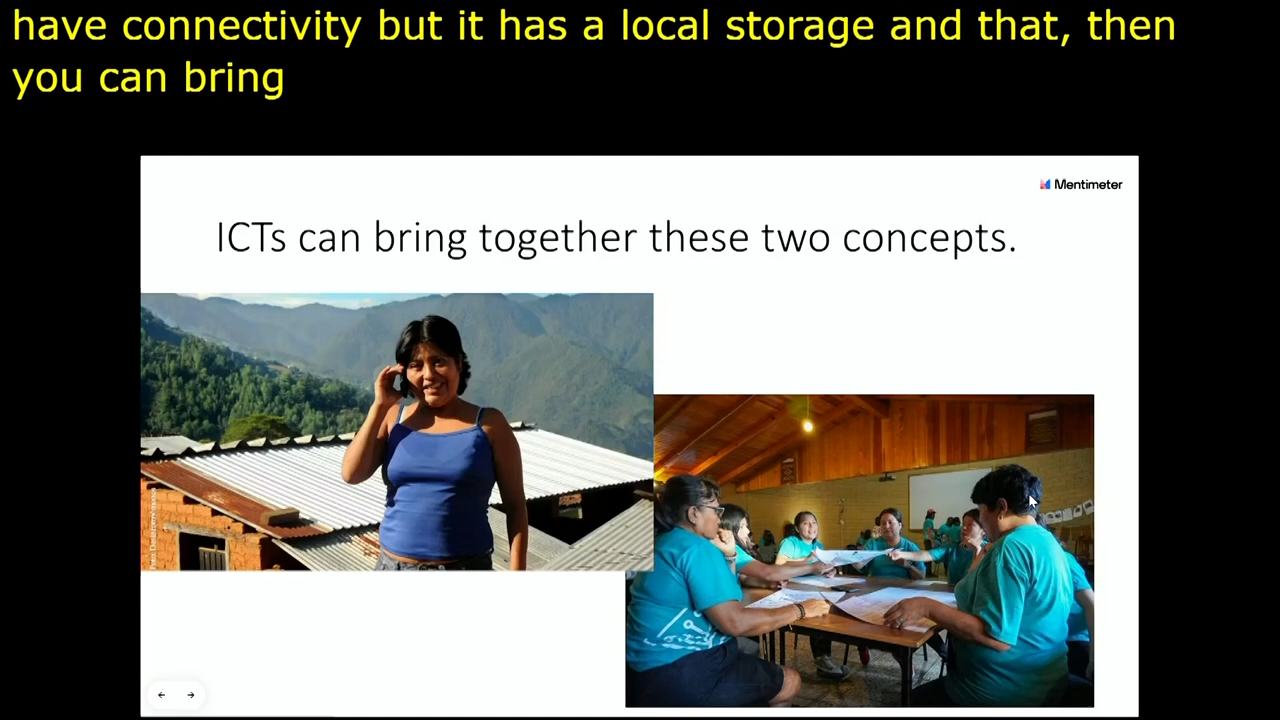 have connectivity but it has a local storage and that, then
you can bring
Mentimeter
ICTs can bring together these two concepts.